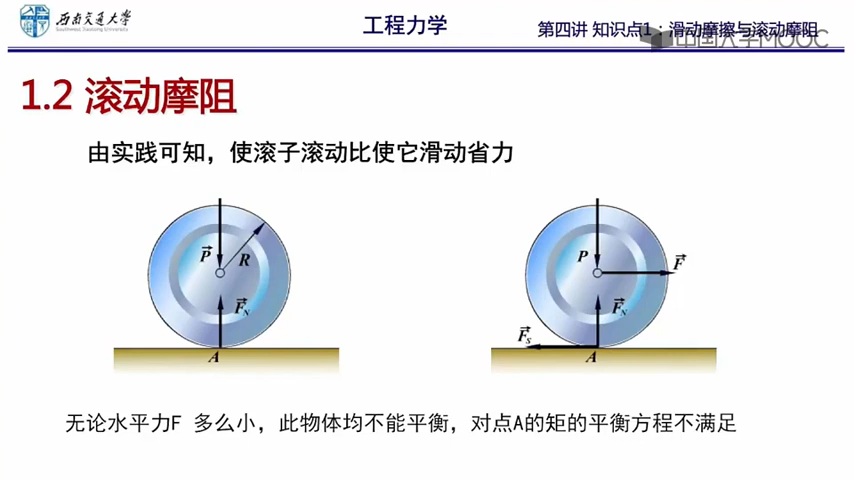 西南交通大学
Southwest Jiaotong University
工程力学
第四讲 知识点1：滑动摩擦与滚动摩阻
中国大学MOOC
1.2 滚动摩阻
由实践可知，使滚子滚动比使它滑动省力
P R
F_N
A
P F
F_N
F_S
A
无论水平力F 多么小，此物体均不能平衡，对点A的矩的平衡方程不满足